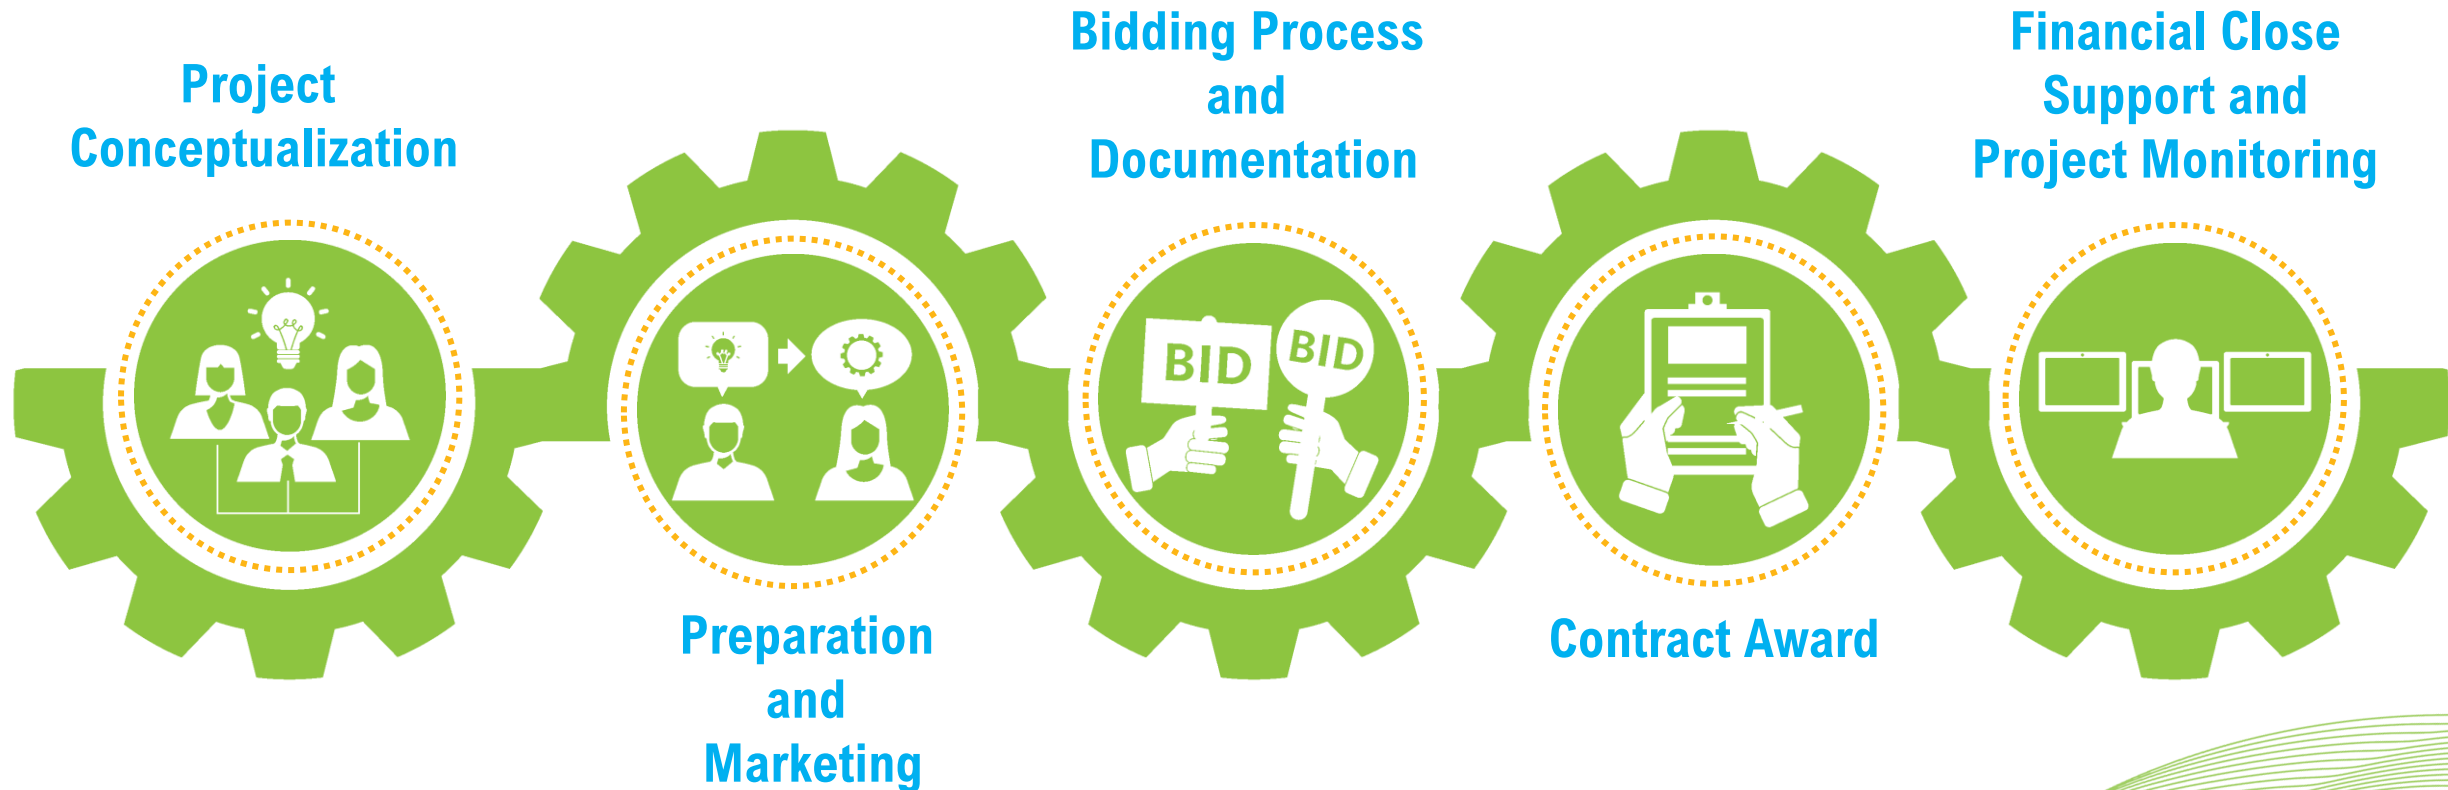 Project
Conceptualization
Preparation
and
Marketing
Bidding Process
and
Documentation
BID
BID
Contract Award
Financial Close
Support and
Project Monitoring